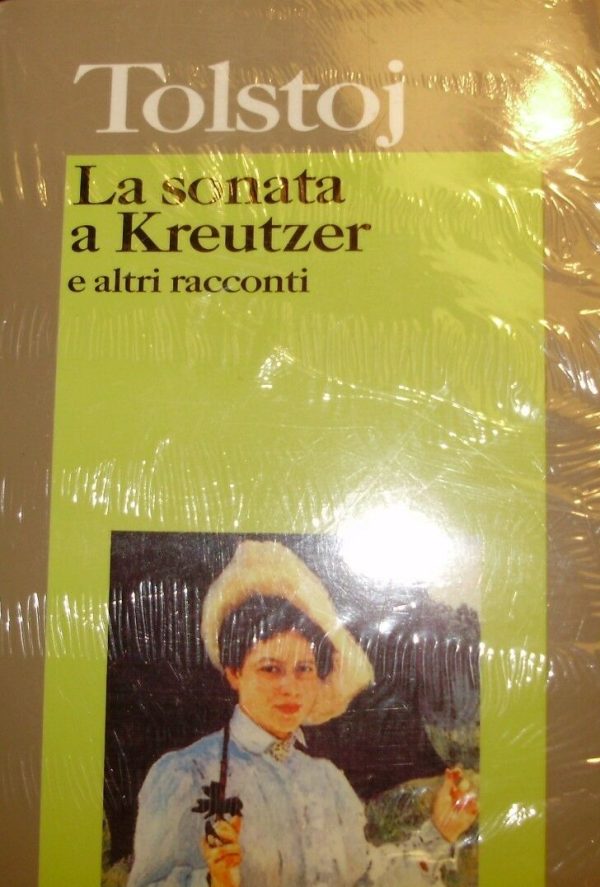 Tolstoj
La sonata
a Kreutzer
e altri racconti